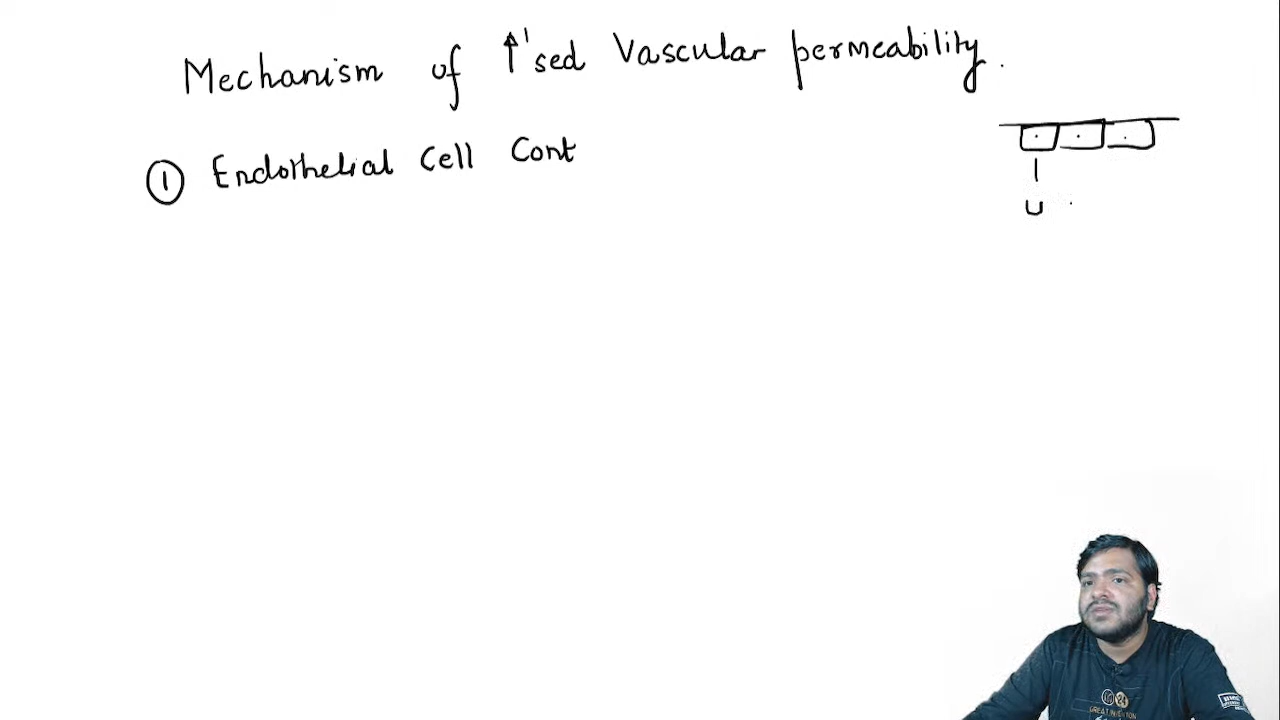 Mechanism of ↑'sed Vascular permeability.
① Endothelial Cell Cont